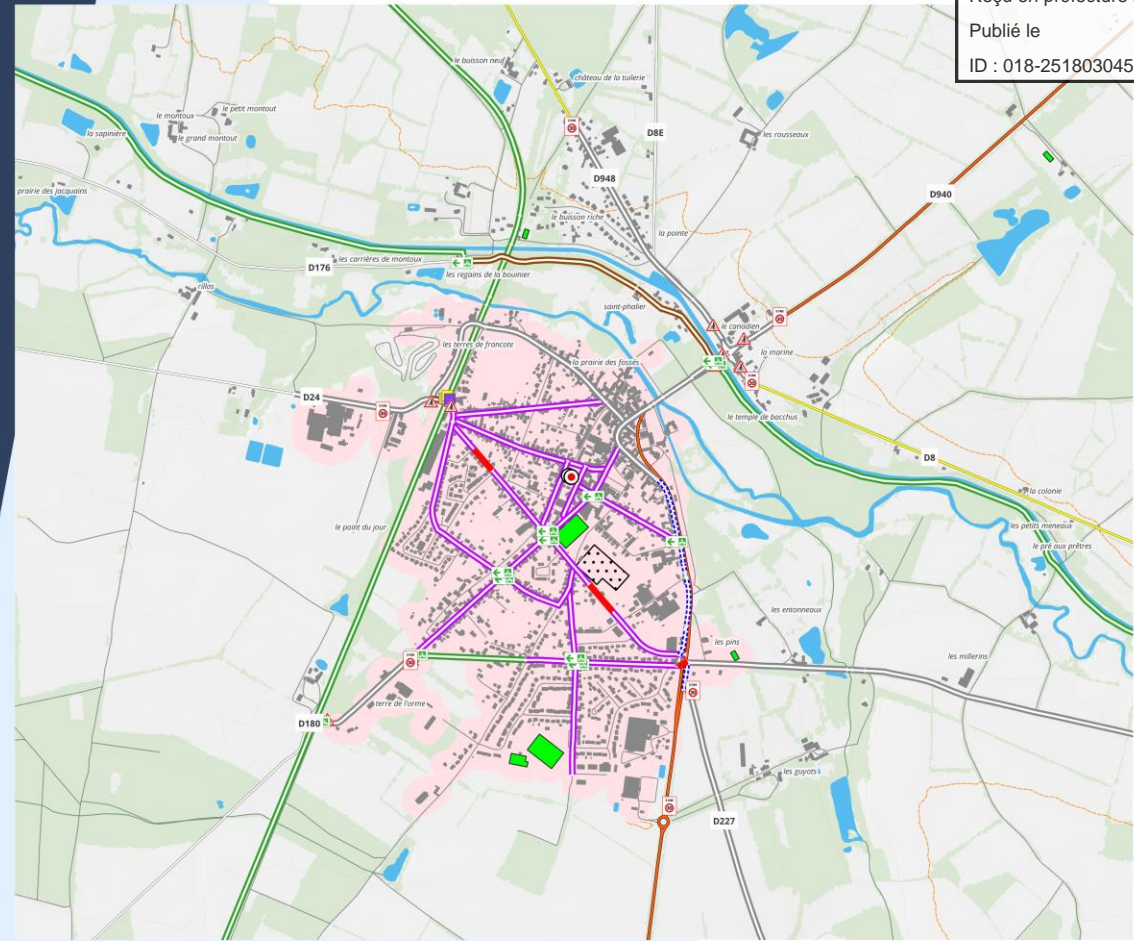 Publié le
ID : 018-251803045
le buisson neuf
château de la tuilerie
le petit montout
le montoux
le grand montout
la sapinière
les rousseaux
D8E
D948
prairie des jacquains
D940
le buisson riche
la pointe
les carrières de montoux
D176
les regains de la bouinier
rillas
saint-phalier
le canadien
les terres de francote
la prairie des fossés
la marine
D24
le temple de bacchus
D8
la colonie
le point du jour
les petits meneaux
le pré aux prêtres
les entonneaux
les pins
les millerins
terre de l'orme
D180
les guyots
D227